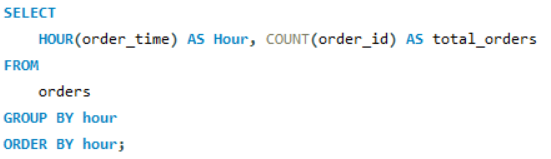 SELECT
    HOUR(order_time) AS Hour, COUNT(order_id) AS total_orders
FROM
    orders
GROUP BY hour
ORDER BY hour;